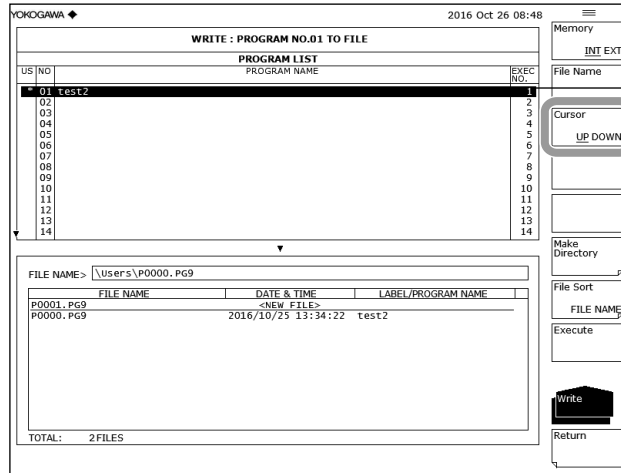 YOKOGAWA ◆
2016 Oct 26 08:48
WRITE : PROGRAM NO.01 TO FILE
PROGRAM LIST
US NO PROGRAM NAME EXEC NO.
* 01 test2 1
02 2
03 3
04 4
05 5
06 6
07 7
08 8
09 9
10 10
11 11
12 12
13 13
14 14
FILE NAME> \Users\P0000.PG9
FILE NAME DATE & TIME LABEL/PROGRAM NAME
P0001.PG9 <NEW FILE>
P0000.PG9 2016/10/25 13:34:22 test2
TOTAL: 2FILES
Memory
INT EXT
File Name
Cursor
UP DOWN
Make
Directory
File Sort
FILE NAME
Execute
Write
Return